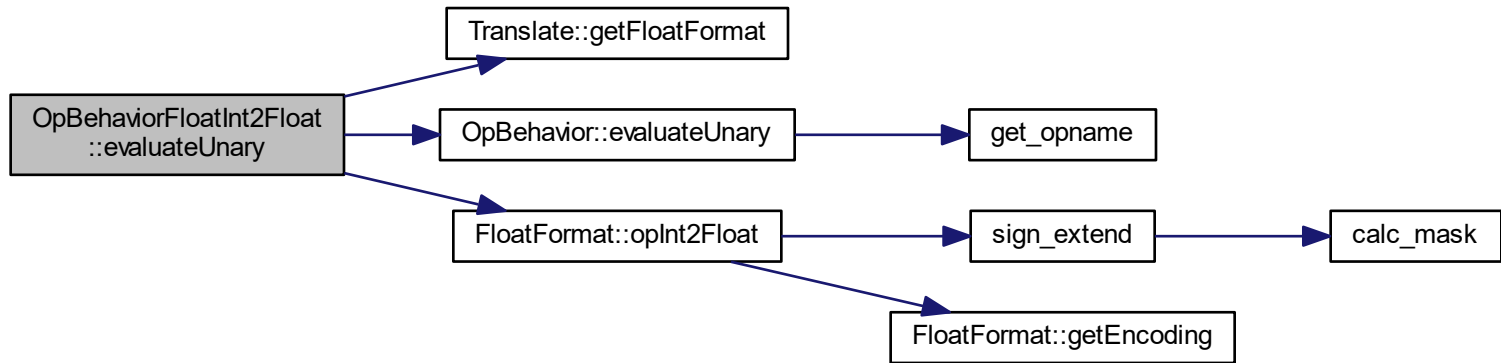 Translate::getFloatFormat
OpBehaviorFloatInt2Float
::evaluateUnary
OpBehavior::evaluateUnary
get_opname
FloatFormat::opInt2Float
sign_extend
calc_mask
FloatFormat::getEncoding